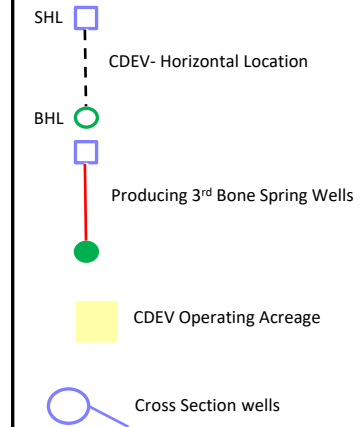 SHL
CDEV- Horizontal Location
BHL
Producing 3rd Bone Spring Wells
CDEV Operating Acreage
Cross Section wells